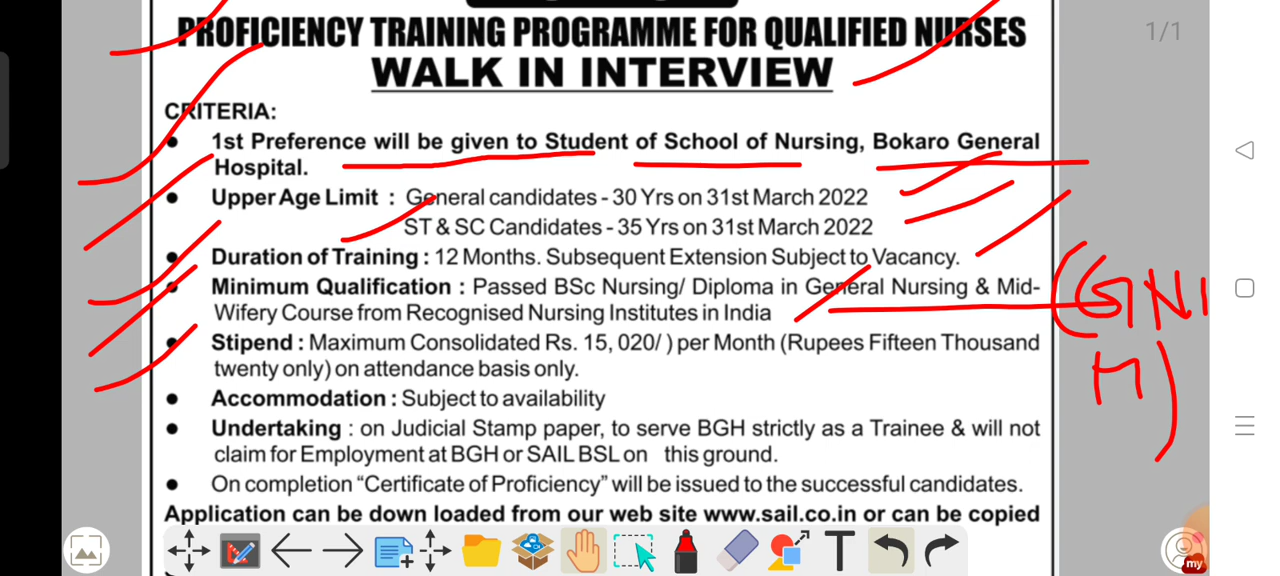 PROFICIENCY TRAINING PROGRAMME FOR QUALIFIED NURSES
1/1
WALK IN INTERVIEW
CRITERIA:
● 1st Preference will be given to Student of School of Nursing, Bokaro General
Hospital.
● Upper Age Limit : General candidates - 30 Yrs on 31st March 2022
ST & SC Candidates - 35 Yrs on 31st March 2022
● Duration of Training : 12 Months. Subsequent Extension Subject to Vacancy.
● Minimum Qualification : Passed BSc Nursing/ Diploma in General Nursing & Mid-
Wifery Course from Recognised Nursing Institutes in India
(GNI
M)
● Stipend : Maximum Consolidated Rs. 15, 020/ ) per Month (Rupees Fifteen Thousand
twenty only) on attendance basis only.
● Accommodation : Subject to availability
● Undertaking : on Judicial Stamp paper, to serve BGH strictly as a Trainee & will not
claim for Employment at BGH or SAIL BSL on this ground.
● On completion “Certificate of Proficiency” will be issued to the successful candidates.
Application can be down loaded from our web site www.sail.co.in or can be copied
T
my